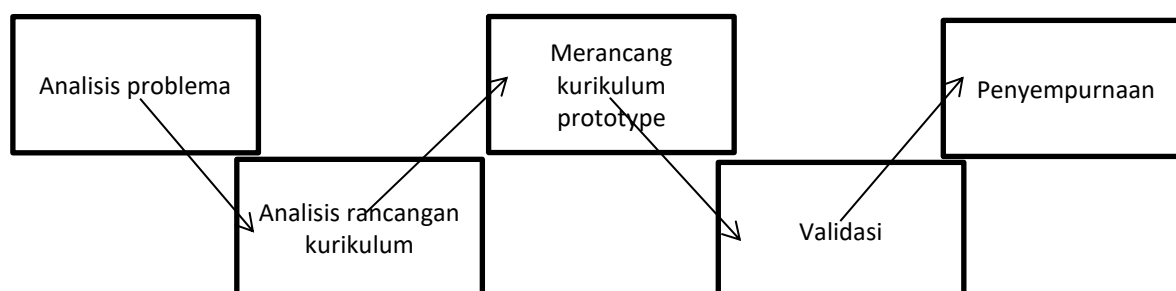 Analisis problema
Analisis rancangan
kurikulum
Merancang
kurikulum
prototype
Validasi
Penyempurnaan